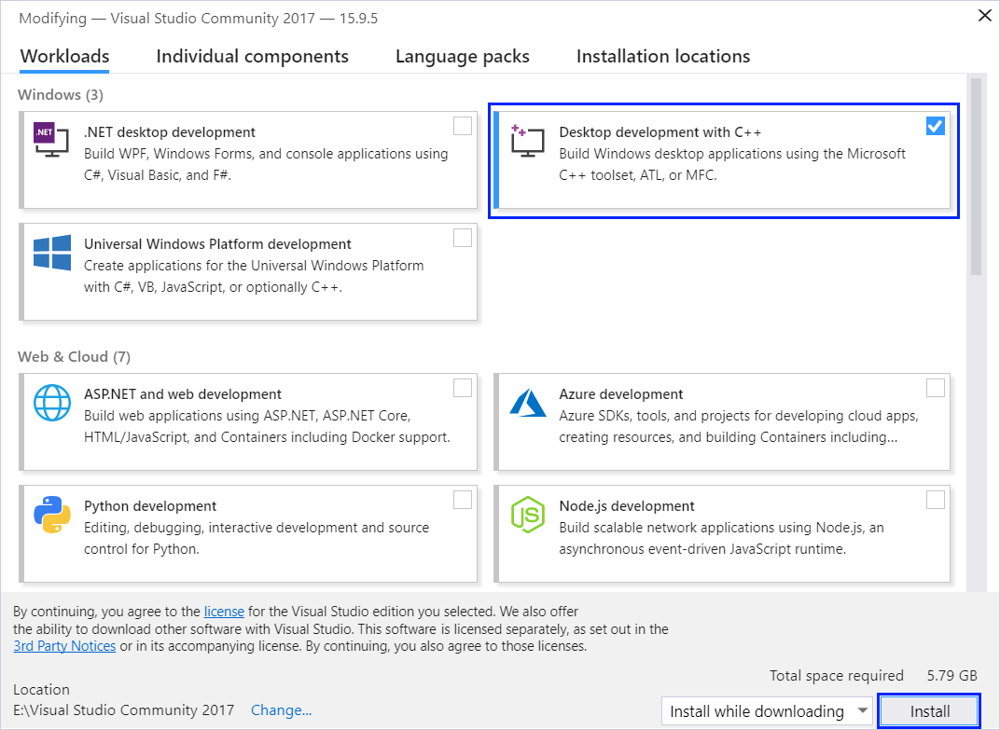 Modifying — Visual Studio Community 2017 — 15.9.5
Workloads Individual components Language packs Installation locations
Windows (3)
.NET
.NET desktop development
Build WPF, Windows Forms, and console applications using
C#, Visual Basic, and F#.
Desktop development with C++
Build Windows desktop applications using the Microsoft
C++ toolset, ATL, or MFC.
Universal Windows Platform development
Create applications for the Universal Windows Platform
with C#, VB, JavaScript, or optionally C++.
Web & Cloud (7)
ASP.NET and web development
Build web applications using ASP.NET, ASP.NET Core,
HTML/JavaScript, and Containers including Docker support.
Azure development
Azure SDKs, tools, and projects for developing cloud apps,
creating resources, and building Containers including...
Python development
Editing, debugging, interactive development and source
control for Python.
JS
Node.js development
Build scalable network applications using Node.js, an
asynchronous event-driven JavaScript runtime.
By continuing, you agree to the license for the Visual Studio edition you selected. We also offer
the ability to download other software with Visual Studio. This software is licensed separately, as set out in the
3rd Party Notices or in its accompanying license. By continuing, you also agree to those licenses.
Total space required 5.79 GB
Location
E:\Visual Studio Community 2017 Change...
Install while downloading
Install